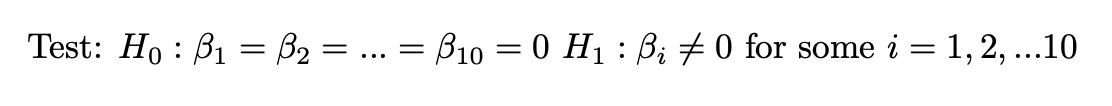 Test: H₀ : β₁ = β₂ = ... = β₁₀ = 0 H₁ : βᵢ ≠ 0 for some i = 1, 2, ...10